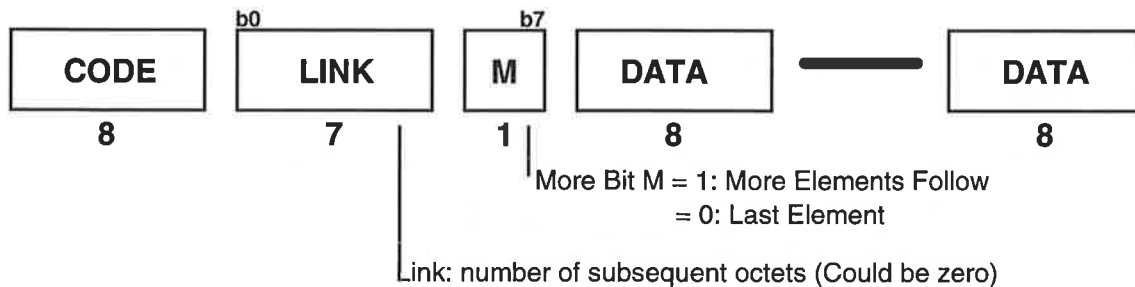 b0 b7
CODE LINK M DATA DATA
8 7 1 8 8
More Bit M = 1: More Elements Follow
= 0: Last Element
Link: number of subsequent octets (Could be zero)